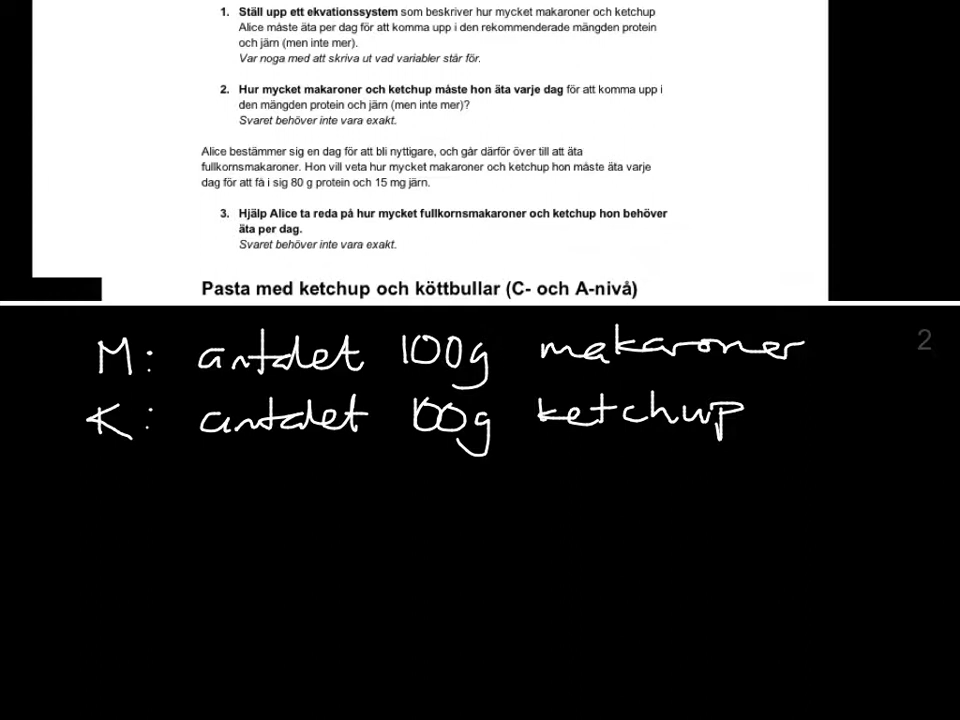 1. Ställ upp ett ekvationssystem som beskriver hur mycket makaroner och ketchup
Alice måste äta per dag för att komma upp i den rekommenderade mängden protein
och järn (men inte mer).
Var noga med att skriva ut vad variabler står för.
2. Hur mycket makaroner och ketchup måste hon äta varje dag för att komma upp i
den mängden protein och järn (men inte mer)?
Svaret behöver inte vara exakt.
Alice bestämmer sig en dag för att bli nyttigare, och går därför över till att äta
fullkornsmakaroner. Hon vill veta hur mycket makaroner och ketchup hon måste äta varje
dag för att få i sig 80 g protein och 15 mg järn.
3. Hjälp Alice ta reda på hur mycket fullkornsmakaroner och ketchup hon behöver
äta per dag.
Svaret behöver inte vara exakt.
Pasta med ketchup och köttbullar (C- och A-nivå)
2
M: antalet 100g makaroner
K: antalet 100g ketchup